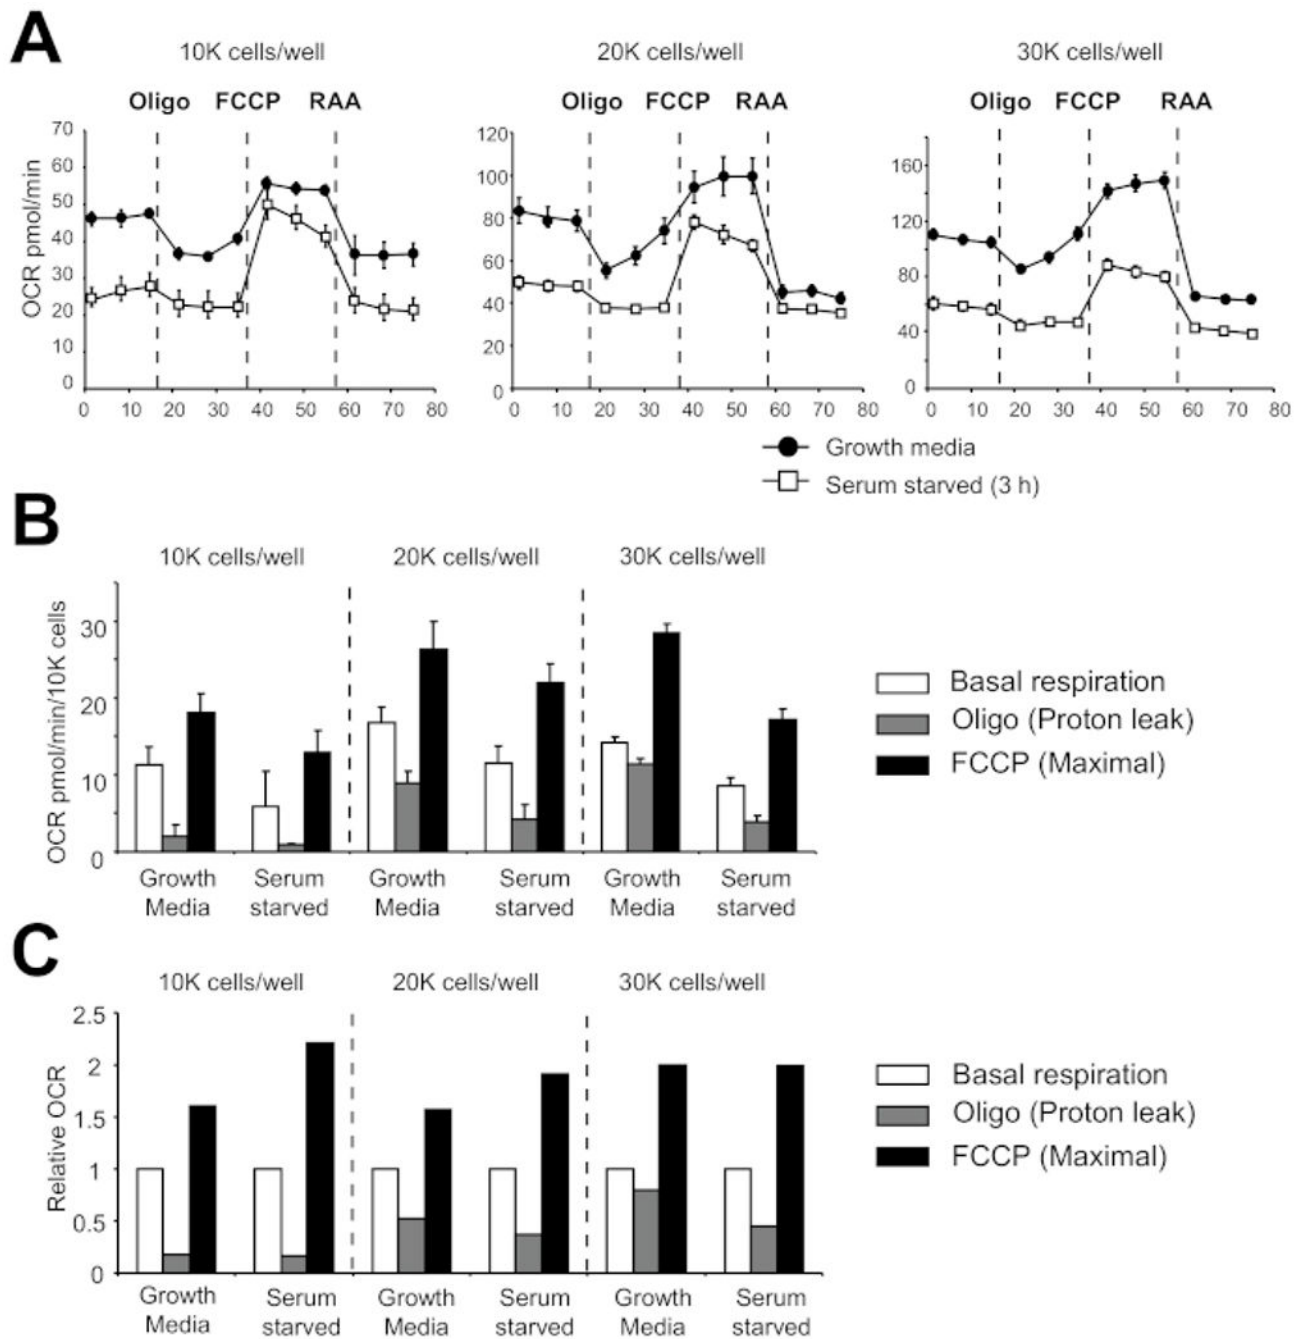 A
10K cells/well 20K cells/well 30K cells/well
Oligo FCCP RAA Oligo FCCP RAA Oligo FCCP RAA
OCR pmol/min
70
60
50
40
30
20
10
0
0 10 20 30 40 50 60 70 80
120
100
80
60
40
20
0
0 10 20 30 40 50 60 70 80
160
120
80
40
0
0 10 20 30 40 50 60 70 80
Growth media
Serum starved (3 h)
B
10K cells/well 20K cells/well 30K cells/well
OCR pmol/min/10K cells
30
20
10
0
Growth Serum Growth Serum Growth Serum
Media starved Media starved Media starved
Basal respiration
Oligo (Proton leak)
FCCP (Maximal)
C
10K cells/well 20K cells/well 30K cells/well
Relative OCR
2.5
2
1.5
1
0.5
0
Growth Serum Growth Serum Growth Serum
Media starved Media starved Media starved
Basal respiration
Oligo (Proton leak)
FCCP (Maximal)